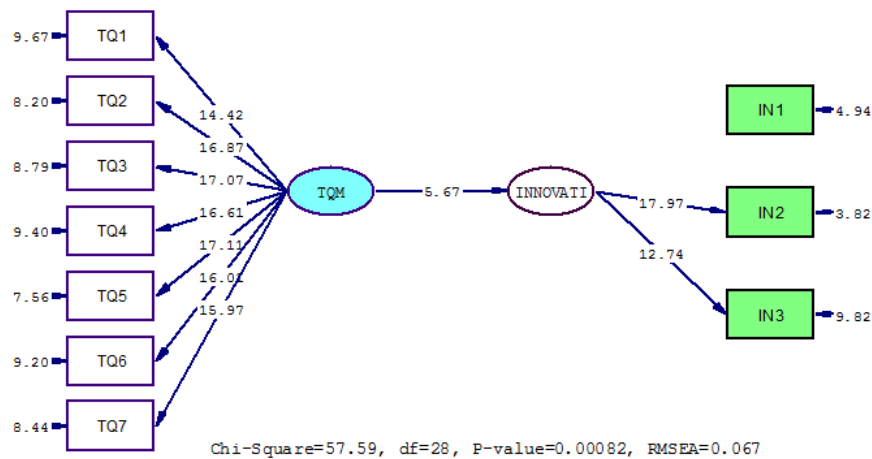 9.67 TQ1
8.20 TQ2
8.79 TQ3
9.40 TQ4
7.56 TQ5
9.20 TQ6
8.44 TQ7
14.42
16.87
17.07
16.61
17.11
16.01
15.97
TQM 5.67 INNOVATI
17.97
12.74
IN1 4.94
IN2 3.82
IN3 9.82
Chi-Square=57.59, df=28, P-value=0.00082, RMSEA=0.067